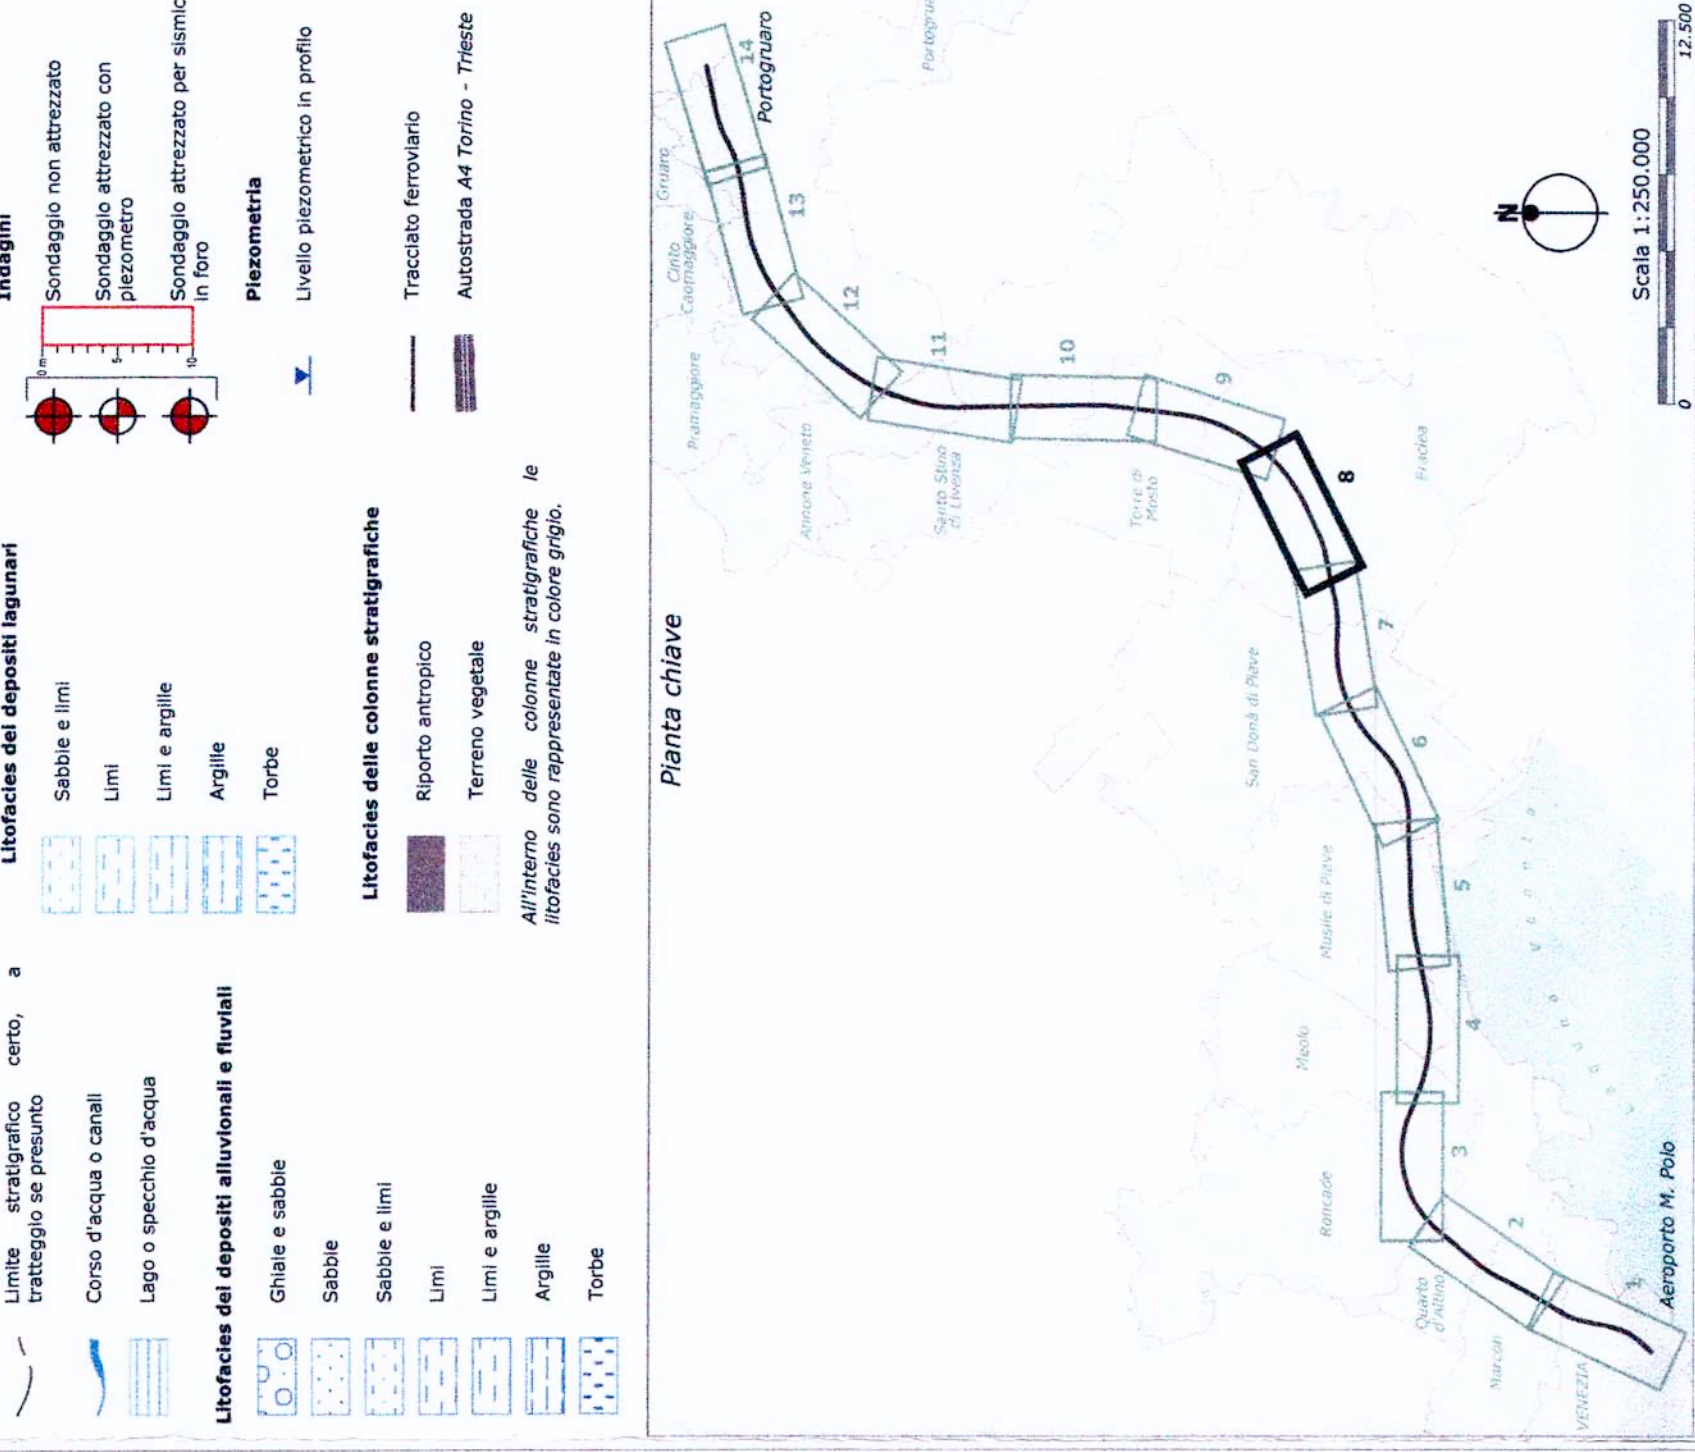 Limite stratigrafico certo, a
tratteggio se presunto
Corso d'acqua o canali
Lago o specchio d'acqua
Litofacies dei depositi alluvionali e fluviali
Ghiaie e sabbie
Sabbie
Sabbie e limi
Limi
Limi e argille
Argille
Torbe
Litofacies dei depositi lagunari
Sabbie e limi
Limi
Limi e argille
Argille
Torbe
Litofacies delle colonne stratigrafiche
Riporto antropico
Terreno vegetale
All'interno delle colonne stratigrafiche le
litofacies sono rappresentate in colore grigio.
Indagini
0 m
5
10
Sondaggio non attrezzato
Sondaggio attrezzato con
piezometro
Sondaggio attrezzato per sismic
in foro
Piezometria
Livello piezometrico in profilo
Tracciato ferroviario
Autostrada A4 Torino - Trieste
Pianta chiave
Gruaro
Cinto
Caomaggiore
Pramaggiore
Annone Veneto
Santo Stino
di Livenza
Torre di
Mosto
San Donà di Piave
Musile di Piave
Meolo
Roncade
Quarto
d'Altino
Marcon
VENEZIA
Eraclea
Portogrua
Portogruaro
14
13
12
11
10
9
8
7
6
5
4
3
2
1
Aeroporto M. Polo
N
Scala 1:250.000
0
12.500